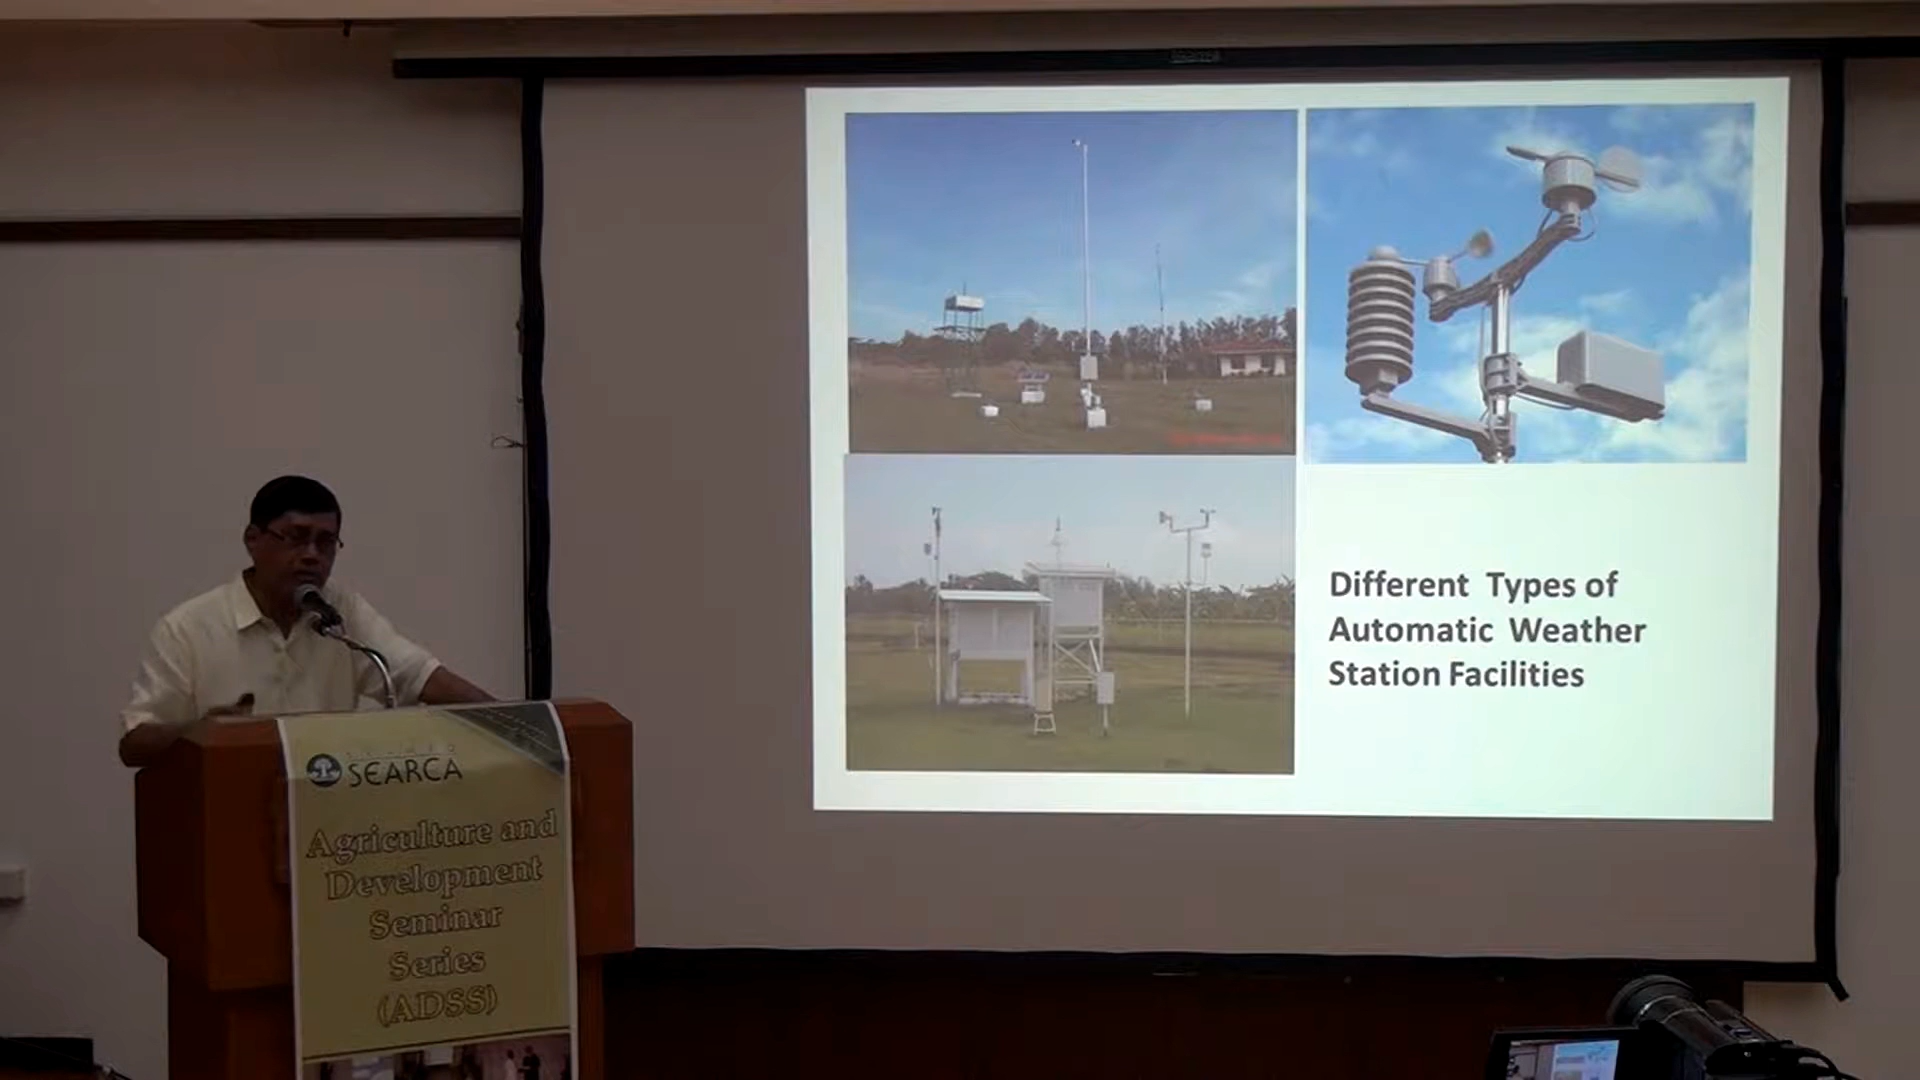 Different Types of
Automatic Weather
Station Facilities
SEARCA
Agriculture and
Development
Seminar
Series
(ADSS)